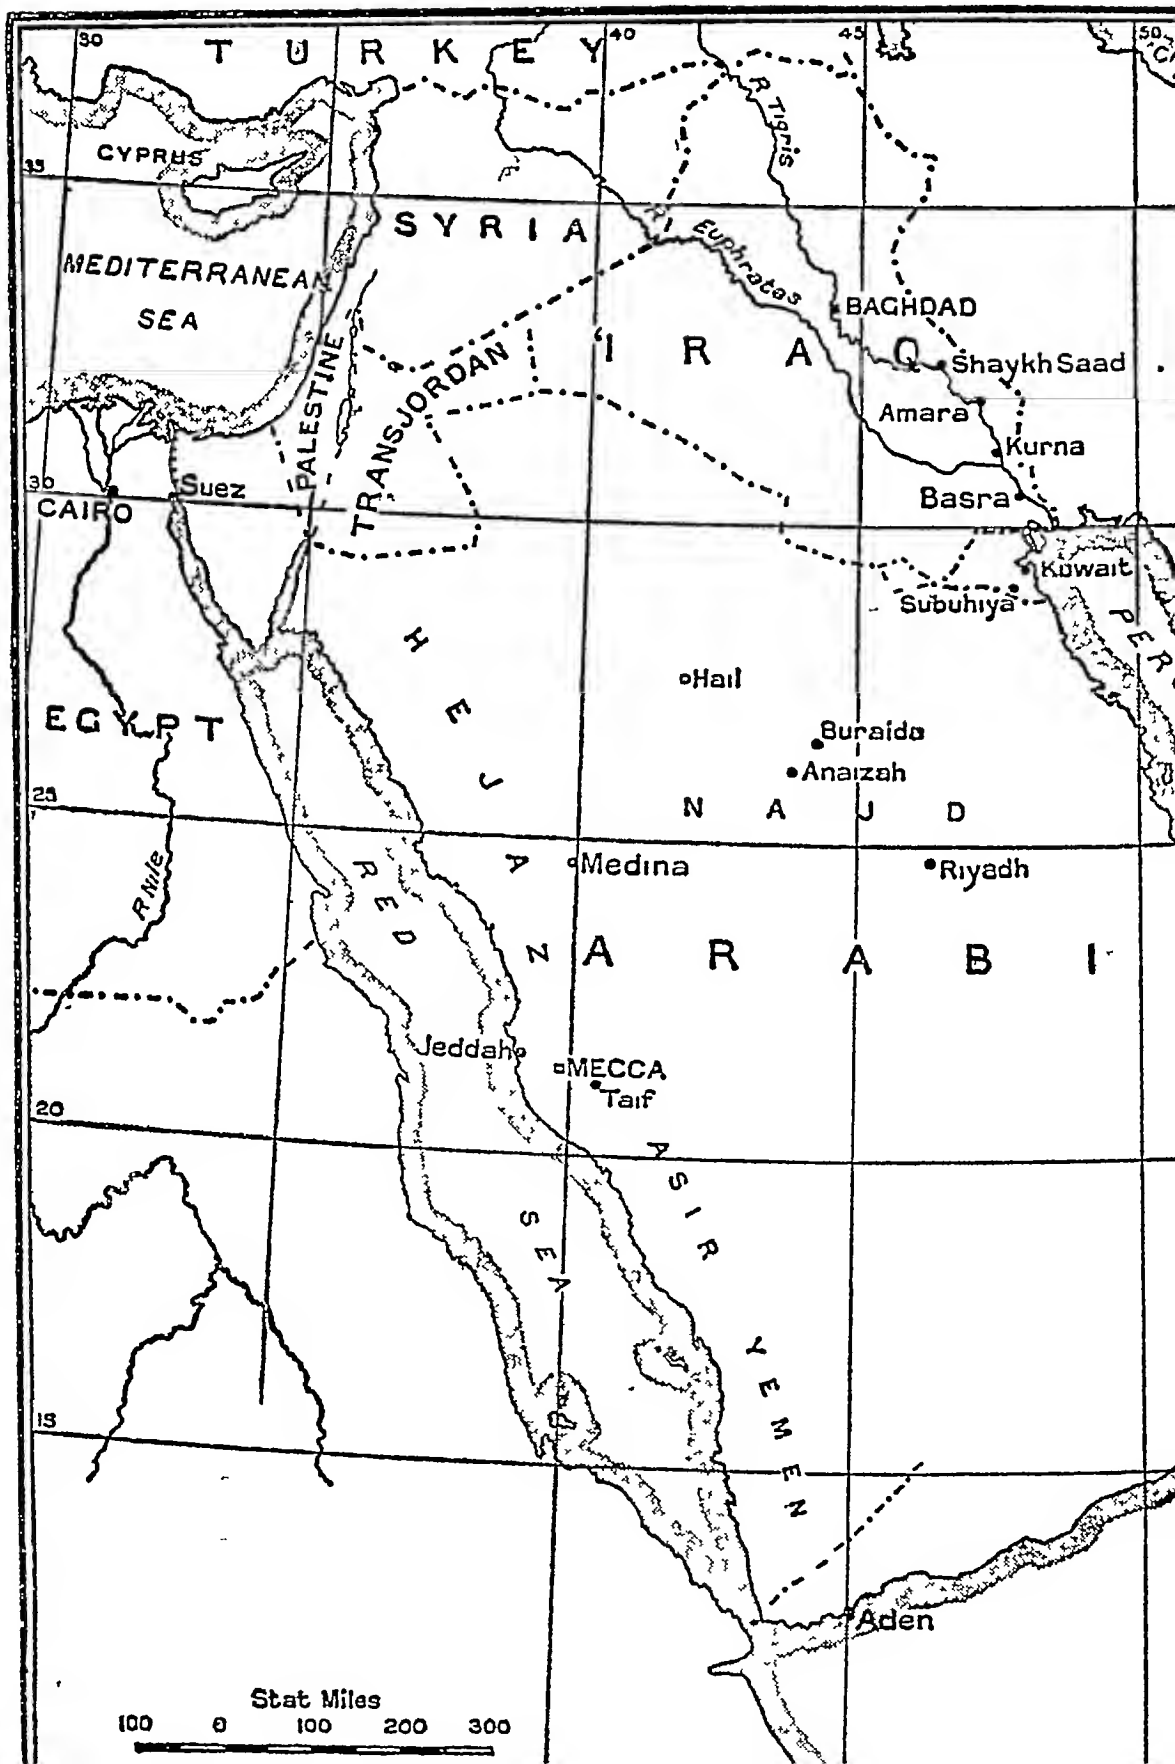 30
40
45
50
TURKEY
R Tigris
CYPRUS
35
SYRIA
R Euphrates
MEDITERRANEAN
SEA
BAGHDAD
IRAQ
Shaykh Saad
PALESTINE
TRANSJORDAN
Amara
Kurna
30
Suez
Basra
CAIRO
Kuwait
Subuhiya
PER
HEJAZ
Hail
EGYPT
Buraida
Anaizah
25
NAJD
R Nile
RED
Medina
Riyadh
ARABI
Jeddah
MECCA
Taif
20
ASIR
SEA
YEMEN
15
Aden
Stat Miles
100 0 100 200 300